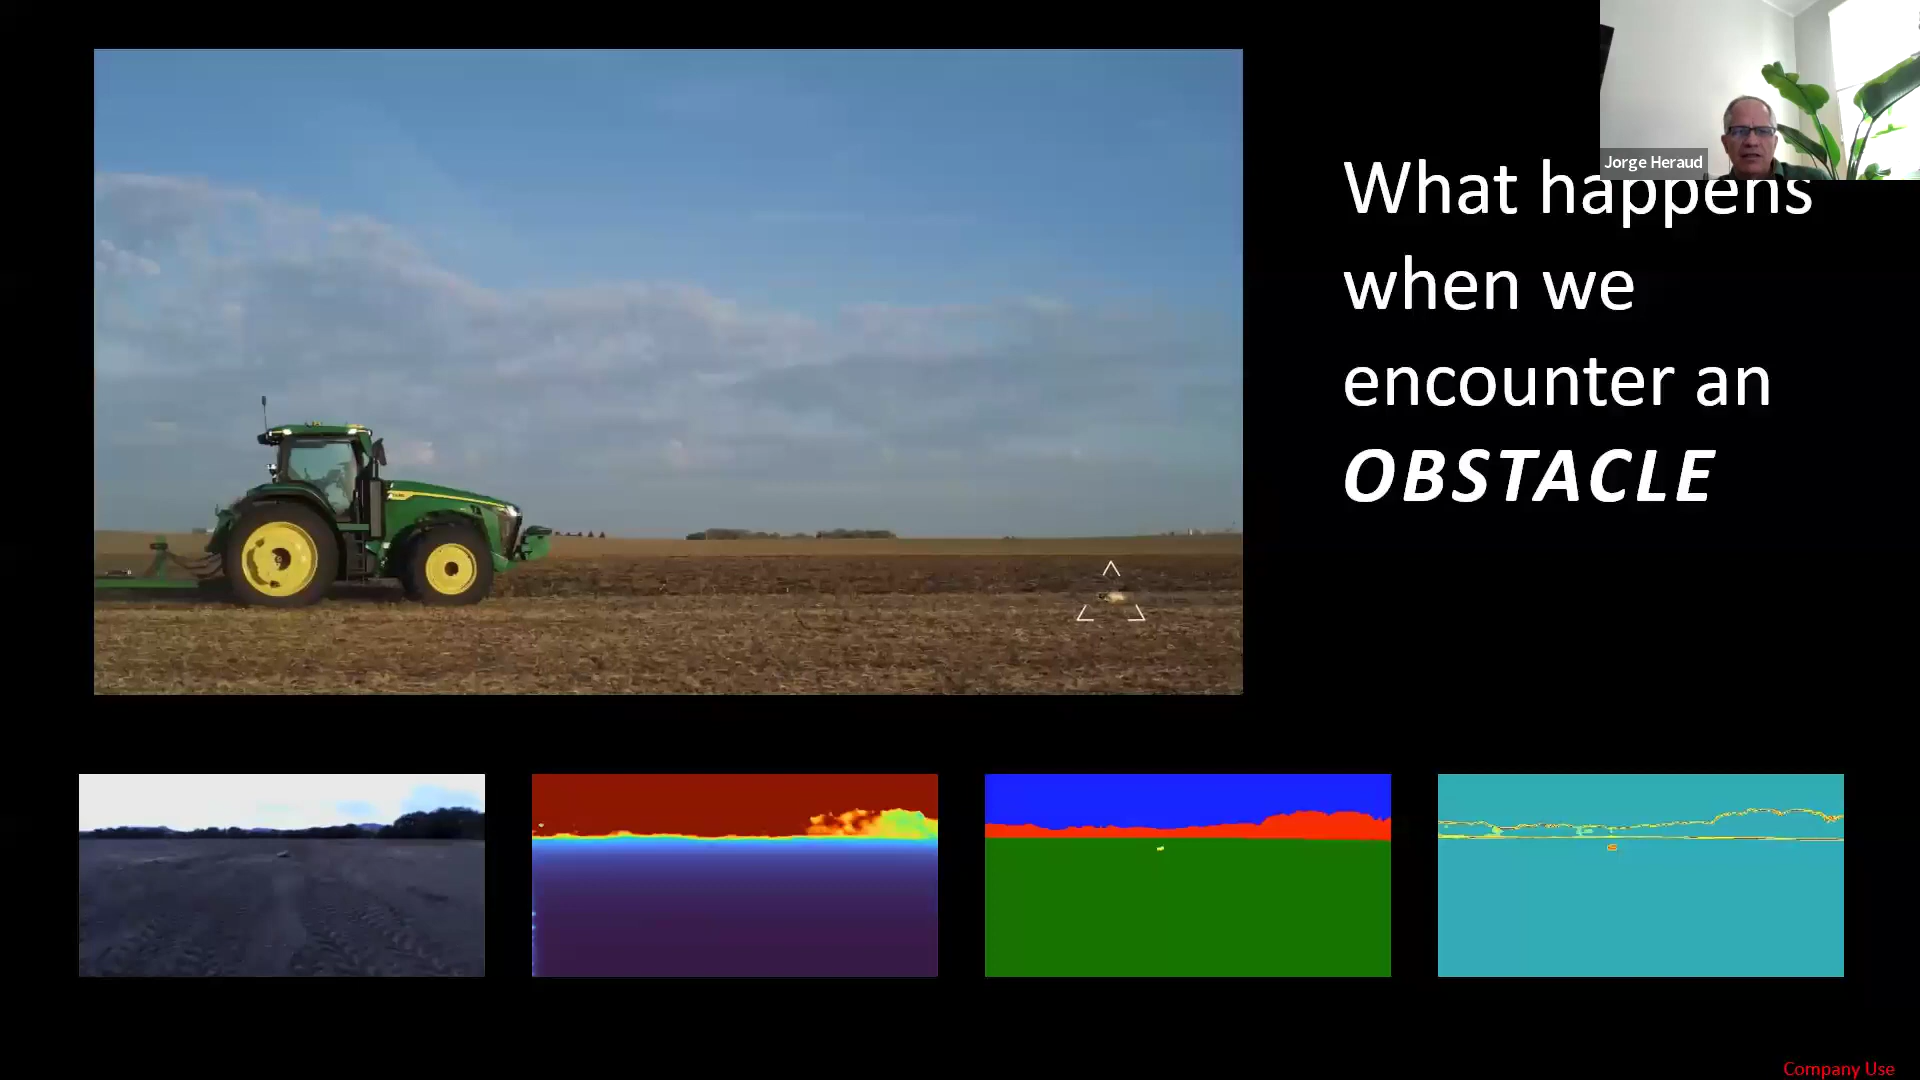 Jorge Heraud
What happens
when we
encounter an
OBSTACLE
Company Use